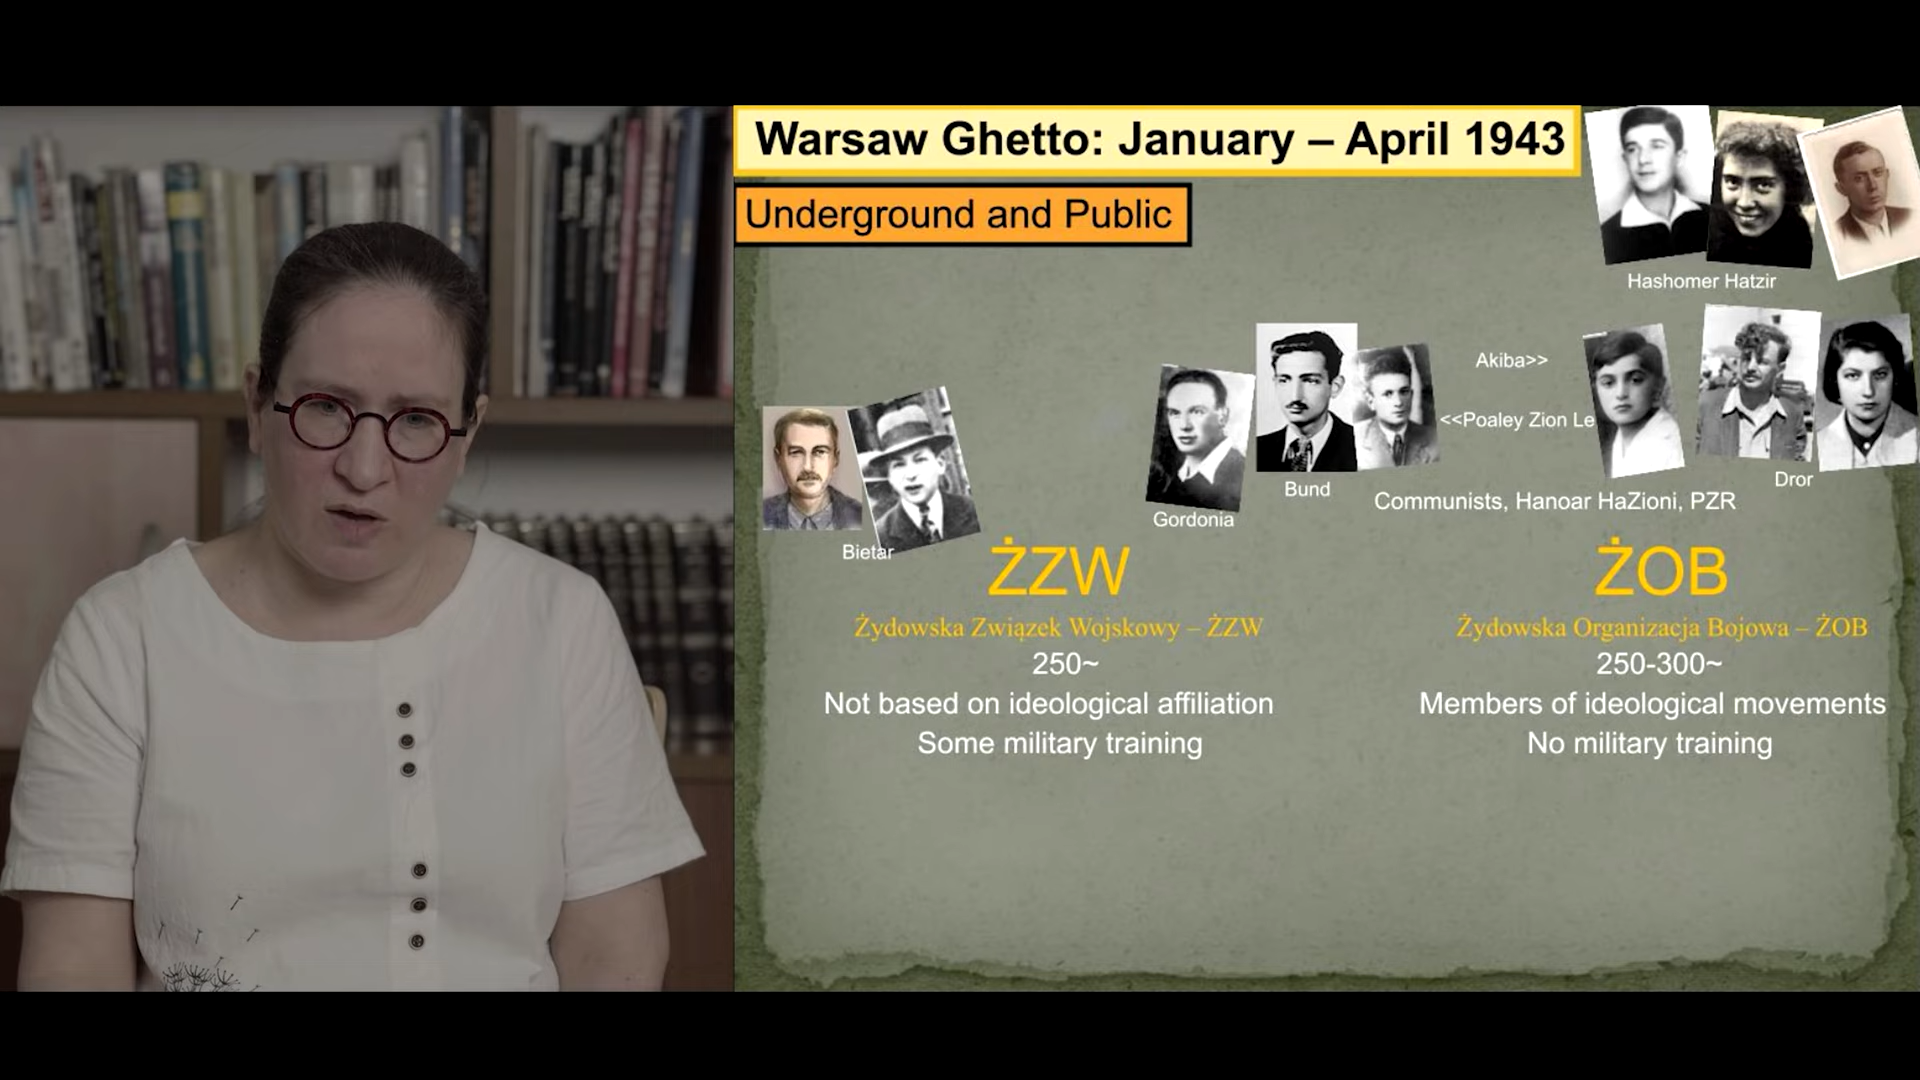 Warsaw Ghetto: January – April 1943
Underground and Public
Hashomer Hatzir
Akiba>>
<<Poaley Zion Le
Dror
Bund
Communists, Hanoar HaZioni, PZR
Gordonia
Bietar
ŻZW
Żydowska Związek Wojskowy – ŻZW
250~
Not based on ideological affiliation
Some military training
ŻOB
Żydowska Organizacja Bojowa – ŻOB
250-300~
Members of ideological movements
No military training